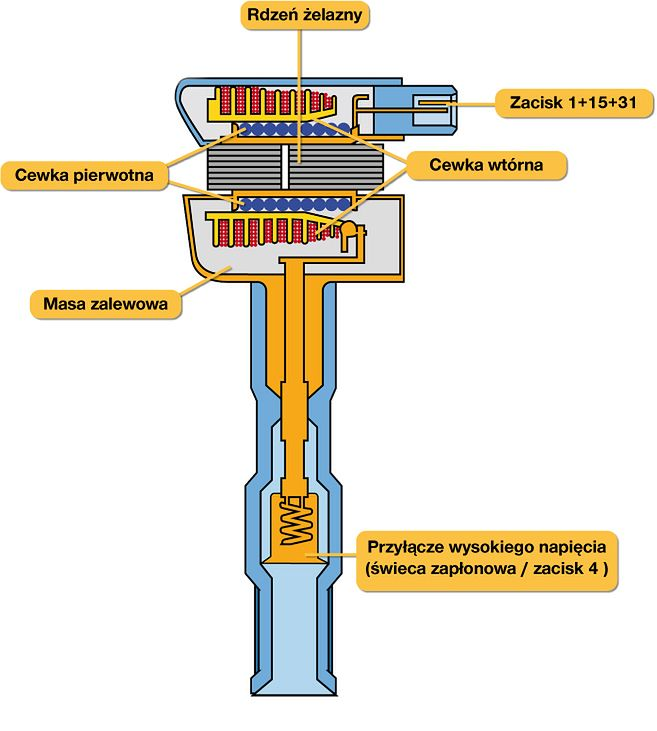 Rdzeń żelazny
Zacisk 1+15+31
Cewka pierwotna
Cewka wtórna
Masa zalewowa
Przyłącze wysokiego napięcia
(świeca zapłonowa / zacisk 4 )